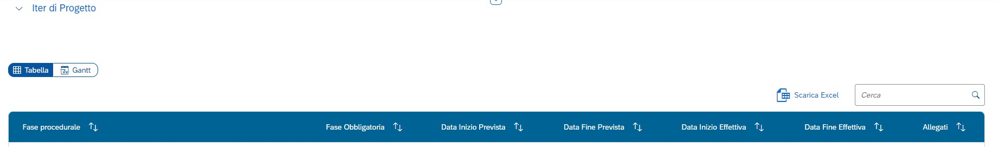 Iter di Progetto
Tabella Gantt
Scarica Excel Cerca
Fase procedurale Fase Obbligatoria Data Inizio Prevista Data Fine Prevista Data Inizio Effettiva Data Fine Effettiva Allegati